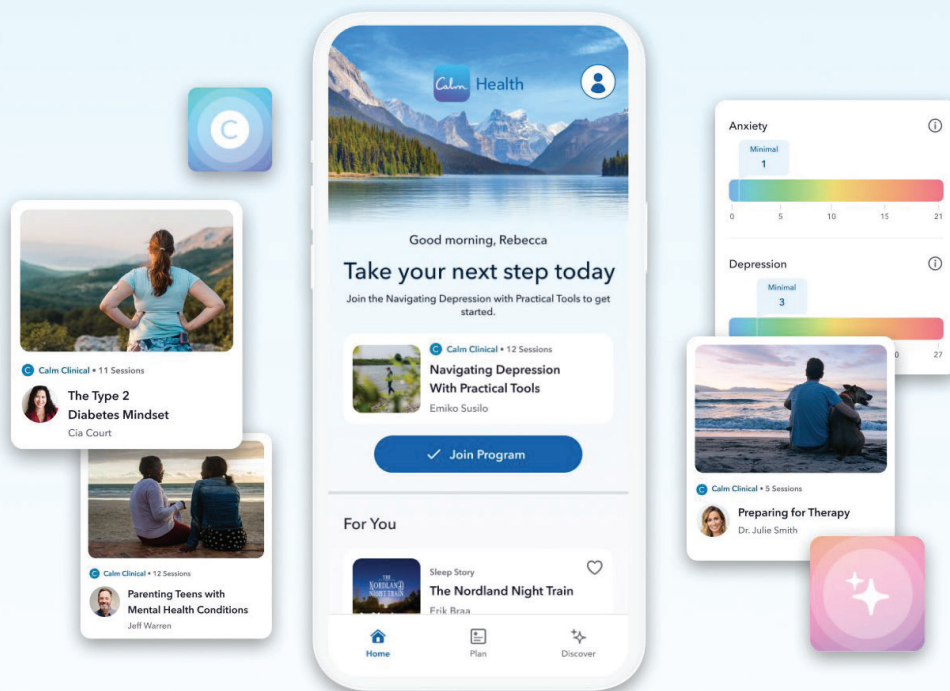 Calm Health
Good morning, Rebecca
Take your next step today
Join the Navigating Depression with Practical Tools to get
started.
C Calm Clinical • 12 Sessions
Navigating Depression
With Practical Tools
Emiko Susilo
Join Program
For You
THE
NORDLAND
NIGHT TRAIN
Sleep Story
The Nordland Night Train
Erik Braa
Home
Plan
Discover
C
C Calm Clinical • 11 Sessions
The Type 2
Diabetes Mindset
Cia Court
C Calm Clinical • 12 Sessions
Parenting Teens with
Mental Health Conditions
Jeff Warren
Anxiety
Minimal
1
0 5 10 15 21
Depression
Minimal
3
0 27
C Calm Clinical • 5 Sessions
Preparing for Therapy
Dr. Julie Smith